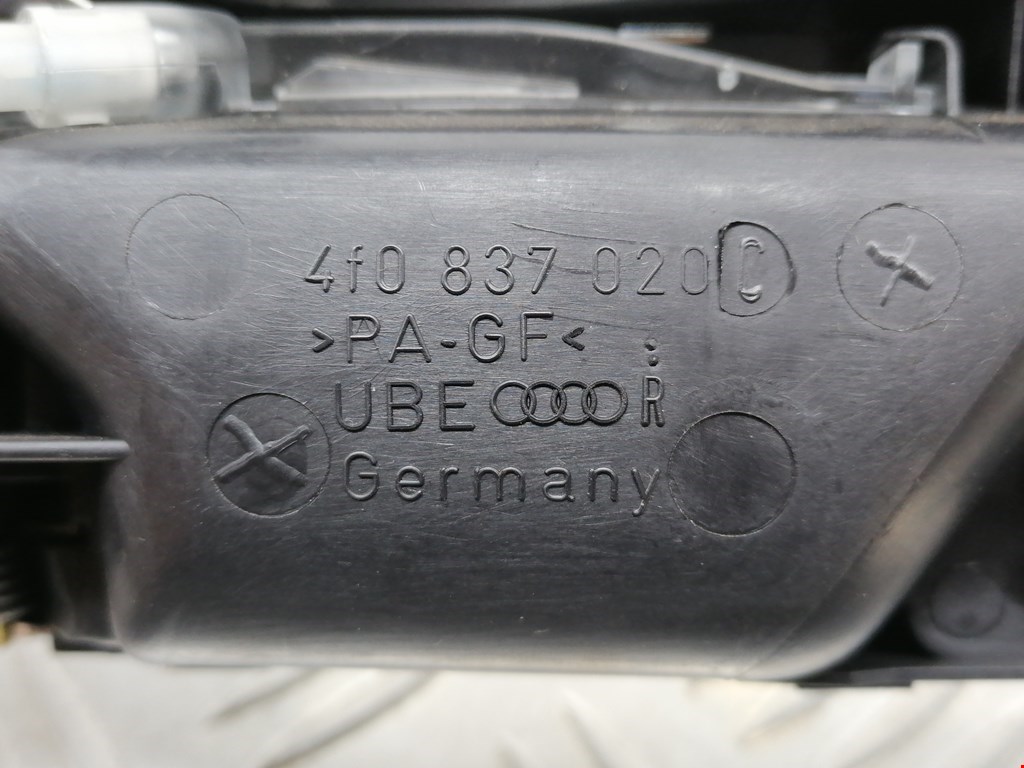 4f0 837 020 C
>PA-GF<
UBE R
Germany